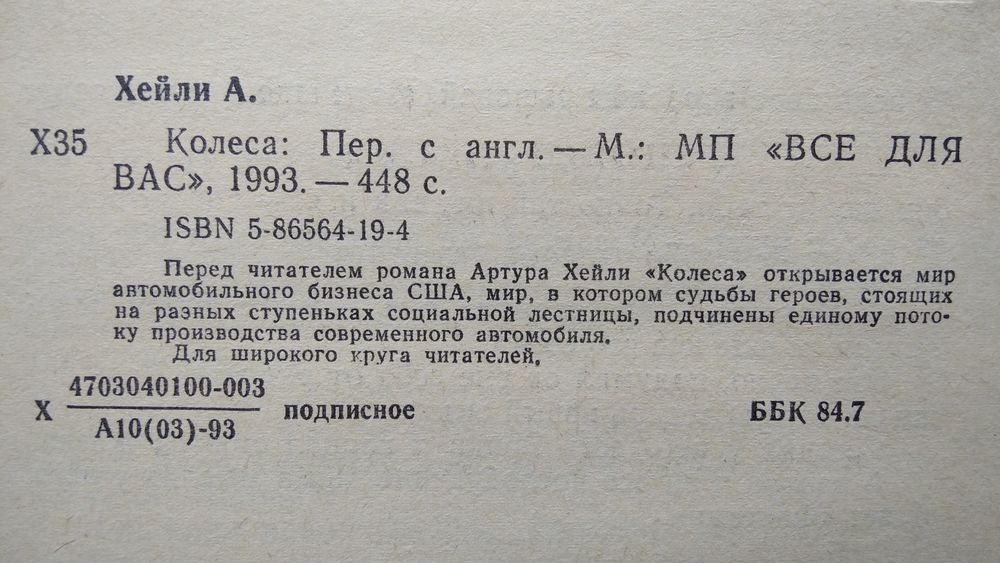 Хейли А.
Х35 Колеса: Пер. с англ. — М.: МП «ВСЕ ДЛЯ
ВАС», 1993. — 448 с.
ISBN 5-86564-19-4
Перед читателем романа Артура Хейли «Колеса» открывается мир
автомобильного бизнеса США, мир, в котором судьбы героев, стоящих
на разных ступеньках социальной лестницы, подчинены единому пото-
ку производства современного автомобиля.
Для широкого круга читателей.
4703040100-003
Х подписное ББК 84.7
А10(03)-93